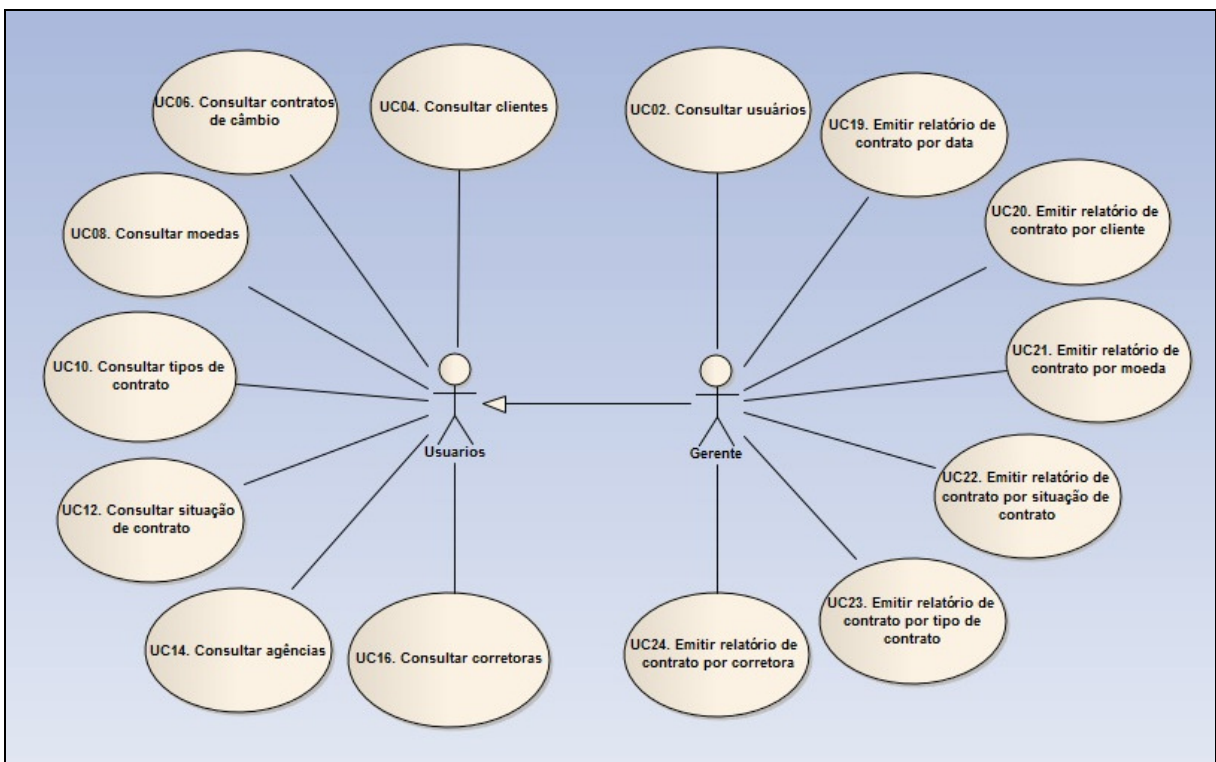 UC06. Consultar contratos
de câmbio
UC04. Consultar clientes
UC02. Consultar usuários
UC19. Emitir relatório de
contrato por data
UC08. Consultar moedas
UC20. Emitir relatório de
contrato por cliente
UC10. Consultar tipos de
contrato
UC21. Emitir relatório de
contrato por moeda
Usuarios
Gerente
UC12. Consultar situação
de contrato
UC22. Emitir relatório de
contrato por situação de
contrato
UC14. Consultar agências
UC16. Consultar corretoras
UC24. Emitir relatório de
contrato por corretora
UC23. Emitir relatório de
contrato por tipo de
contrato